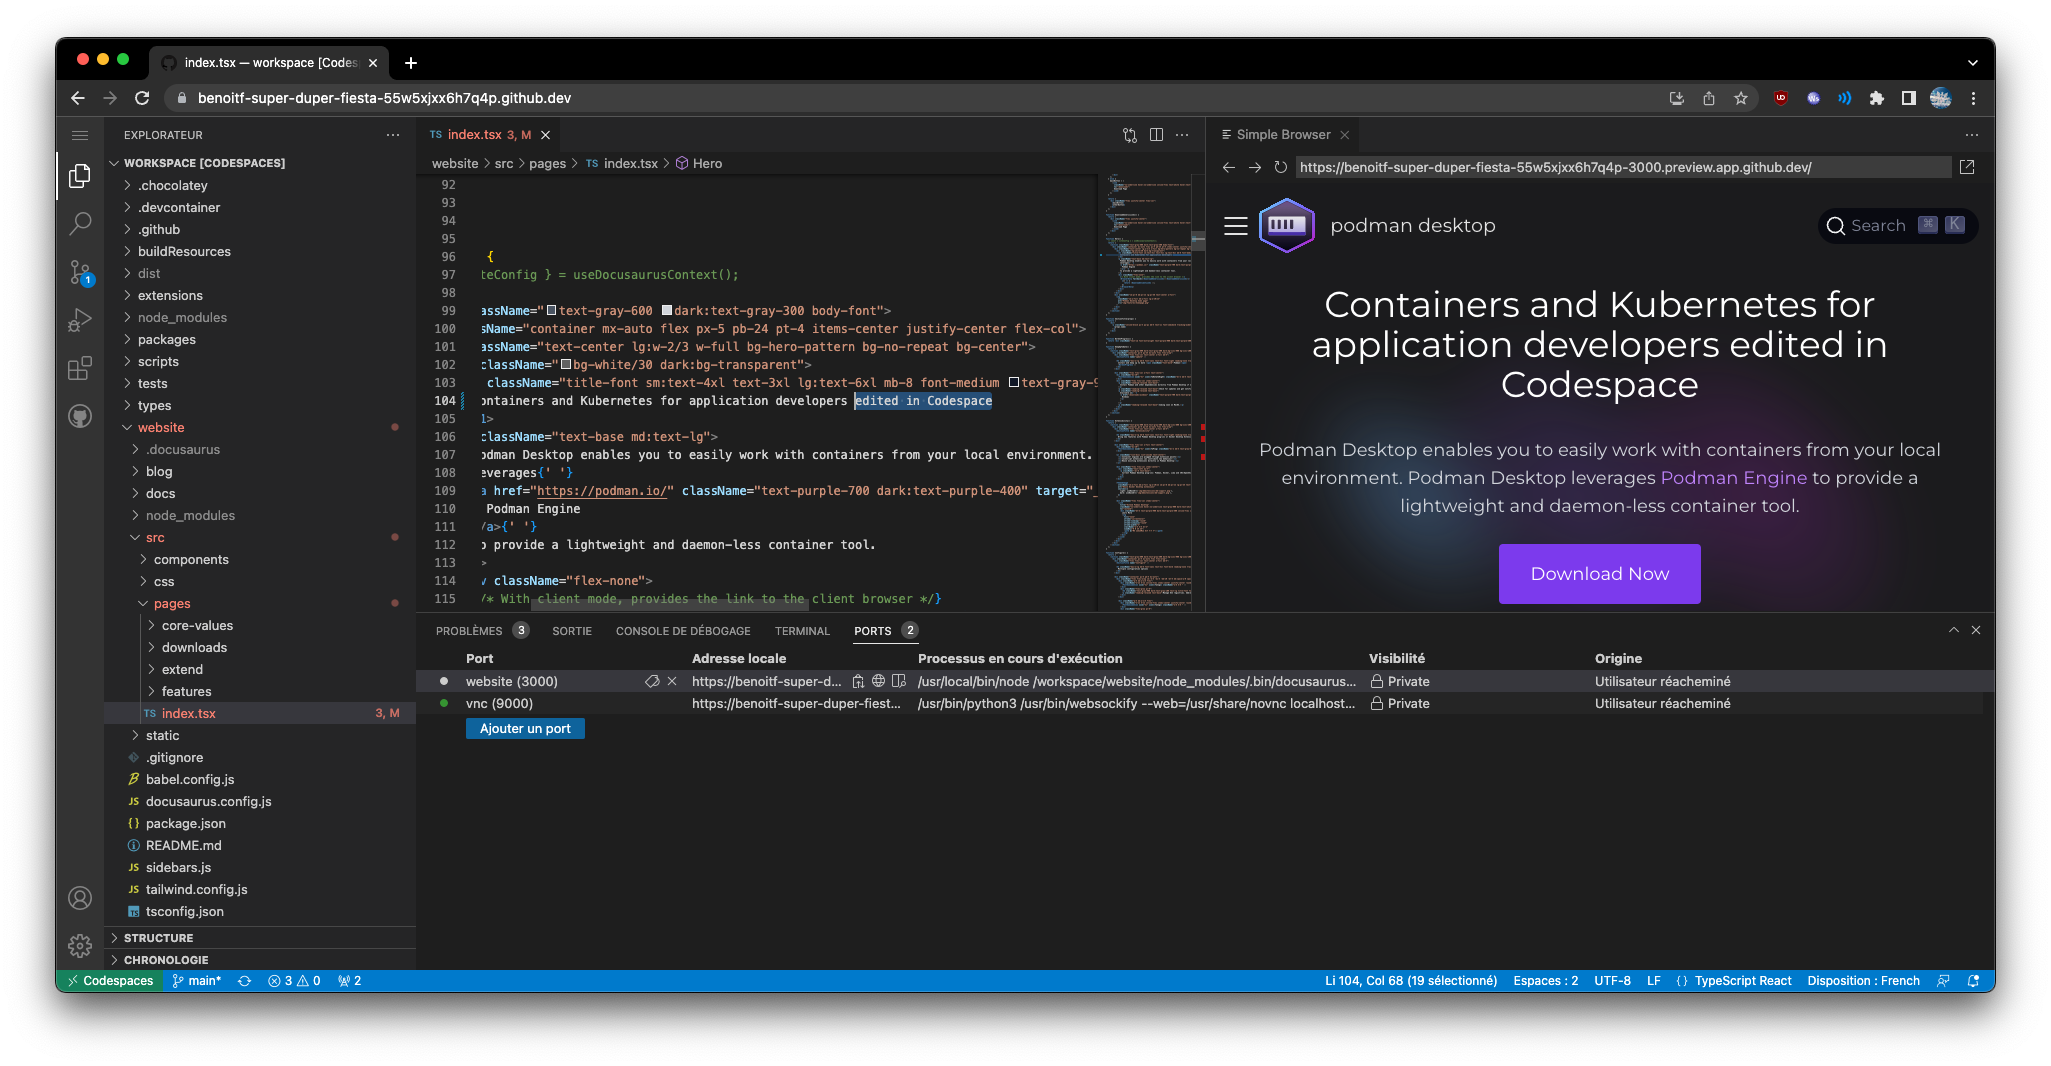 index.tsx — workspace [Codes
benoitf-super-duper-fiesta-55w5xjxx6h7q4p.github.dev
EXPLORATEUR
WORKSPACE [CODESPACES]
.chocolatey
.devcontainer
.github
buildResources
dist
extensions
node_modules
packages
scripts
tests
types
website
.docusaurus
blog
docs
node_modules
src
components
css
pages
core-values
downloads
extend
features
TS index.tsx 3, M
static
.gitignore
babel.config.js
JS docusaurus.config.js
package.json
README.md
JS sidebars.js
JS tailwind.config.js
TS tsconfig.json
STRUCTURE
CHRONOLOGIE
1
TS index.tsx 3, M
website > src > pages > TS index.tsx > Hero
92
93
94
95
96 {
97 teConfig } = useDocusaurusContext();
98
99 assName="text-gray-600 dark:text-gray-300 body-font">
100 sName="container mx-auto flex px-5 pb-24 pt-4 items-center justify-center flex-col">
101 assName="text-center lg:w-2/3 w-full bg-hero-pattern bg-no-repeat bg-center">
102 className="bg-white/30 dark:bg-transparent">
103 className="title-font sm:text-4xl text-3xl lg:text-6xl mb-8 font-medium text-gray-9
104 ontainers and Kubernetes for application developers edited in Codespace
105 1>
106 className="text-base md:text-lg">
107 odman Desktop enables you to easily work with containers from your local environment.
108 everages{' '}
109 a href="https://podman.io/" className="text-purple-700 dark:text-purple-400" target="_
110 Podman Engine
111 /a>{' '}
112 o provide a lightweight and daemon-less container tool.
113 >
114 v className="flex-none">
115 /* With client mode, provides the link to the client browser */}
Simple Browser
https://benoitf-super-duper-fiesta-55w5xjxx6h7q4p-3000.preview.app.github.dev/
podman desktop
Search ⌘ K
Containers and Kubernetes for
application developers edited in
Codespace
Podman Desktop enables you to easily work with containers from your local
environment. Podman Desktop leverages Podman Engine to provide a
lightweight and daemon-less container tool.
Download Now
PROBLÈMES 3 SORTIE CONSOLE DE DÉBOGAGE TERMINAL PORTS 2
Port Adresse locale Processus en cours d'exécution Visibilité Origine
website (3000) https://benoitf-super-d... /usr/local/bin/node /workspace/website/node_modules/.bin/docusaurus... Private Utilisateur réacheminé
vnc (9000) https://benoitf-super-duper-fiest... /usr/bin/python3 /usr/bin/websockify --web=/usr/share/novnc localhost... Private Utilisateur réacheminé
Ajouter un port
Codespaces main* 3 0 2 Li 104, Col 68 (19 sélectionné) Espaces : 2 UTF-8 LF {} TypeScript React Disposition : French